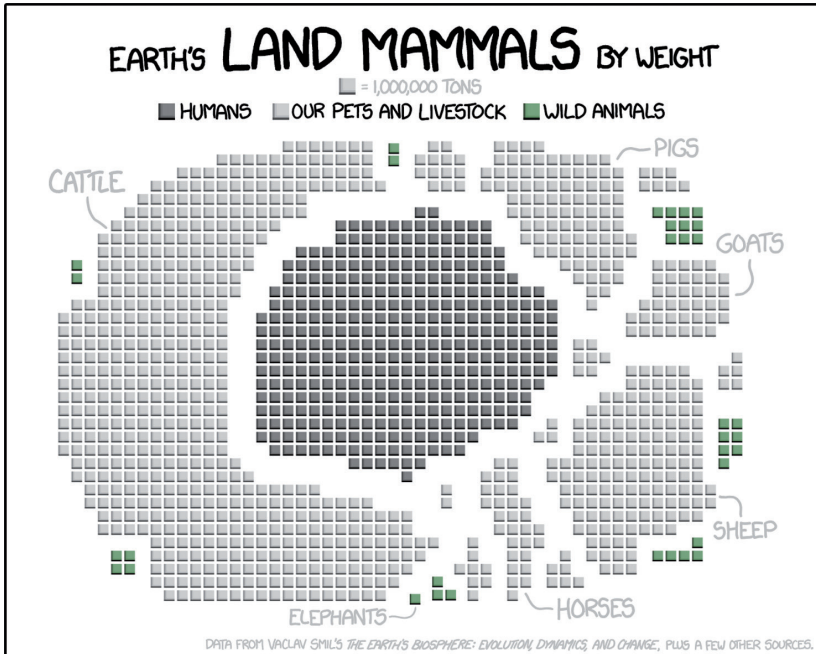 EARTH'S LAND MAMMALS BY WEIGHT
= 1,000,000 TONS
HUMANS OUR PETS AND LIVESTOCK WILD ANIMALS
PIGS
CATTLE
GOATS
SHEEP
HORSES
ELEPHANTS
DATA FROM VACLAV SMIL'S THE EARTH'S BIOSPHERE: EVOLUTION, DYNAMICS, AND CHANGE, PLUS A FEW OTHER SOURCES.